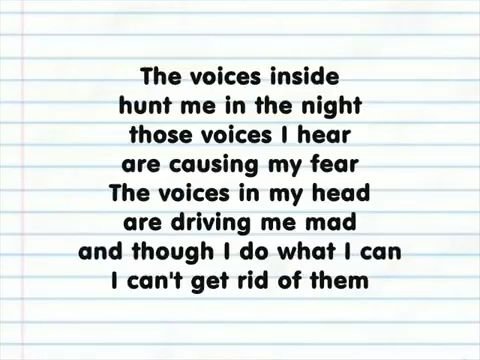 The voices inside
hunt me in the night
those voices I hear
are causing my fear
The voices in my head
are driving me mad
and though I do what I can
I can't get rid of them